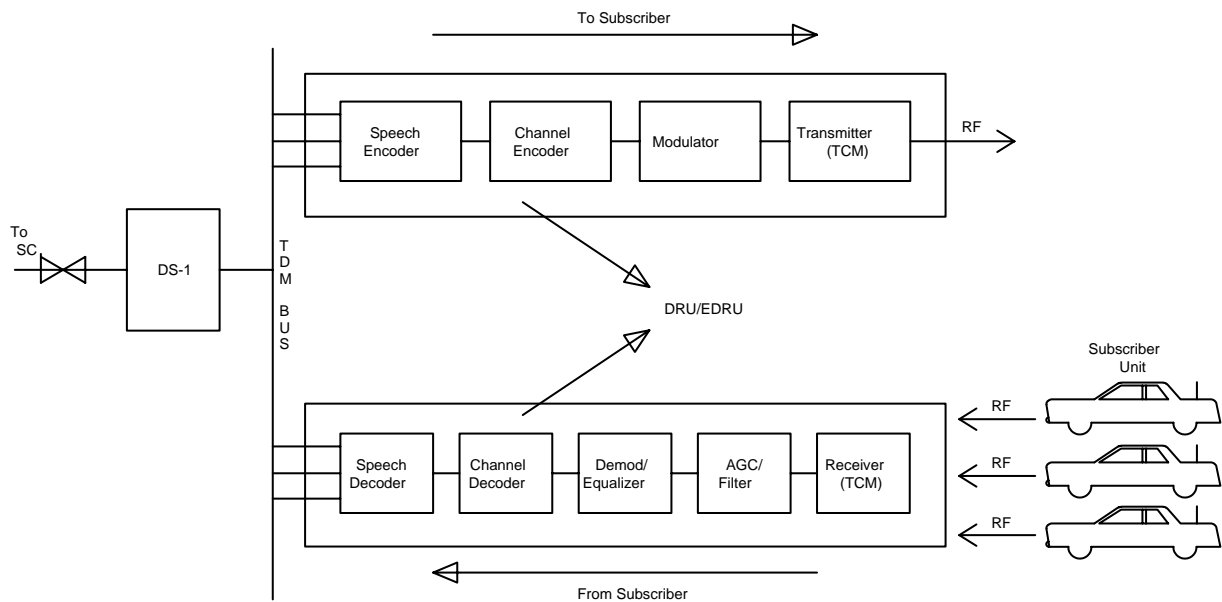 To Subscriber
Speech
Encoder
Channel
Encoder
Modulator
Transmitter
(TCM)
RF
To
SC
DS-1
T
D
M
B
U
S
DRU/EDRU
Subscriber
Unit
RF
RF
RF
Speech
Decoder
Channel
Decoder
Demod/
Equalizer
AGC/
Filter
Receiver
(TCM)
From Subscriber